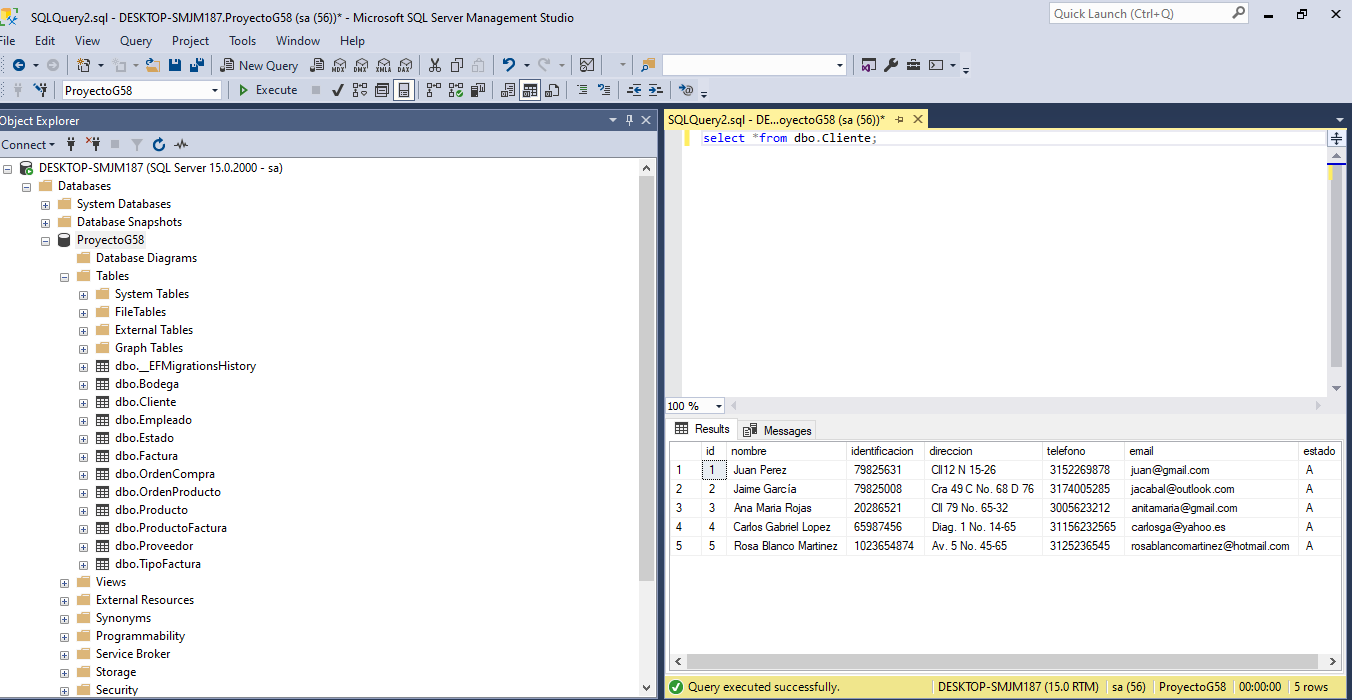 SQLQuery2.sql - DESKTOP-SMJM187.ProyectoG58 (sa (56))* - Microsoft SQL Server Management Studio
Quick Launch (Ctrl+Q)
File Edit View Query Project Tools Window Help
New Query MDX DMX XMLA DAX
ProyectoG58 Execute
Object Explorer
Connect
DESKTOP-SMJM187 (SQL Server 15.0.2000 - sa)
Databases
System Databases
Database Snapshots
ProyectoG58
Database Diagrams
Tables
System Tables
FileTables
External Tables
Graph Tables
dbo.__EFMigrationsHistory
dbo.Bodega
dbo.Cliente
dbo.Empleado
dbo.Estado
dbo.Factura
dbo.OrdenCompra
dbo.OrdenProducto
dbo.Producto
dbo.ProductoFactura
dbo.Proveedor
dbo.TipoFactura
Views
External Resources
Synonyms
Programmability
Service Broker
Storage
Security
SQLQuery2.sql - DE...oyectoG58 (sa (56))*
select *from dbo.Cliente;
100 %
Results Messages
id nombre identificacion direccion telefono email estado
1 1 Juan Perez 79825631 Cll12 N 15-26 3152269878 juan@gmail.com A
2 2 Jaime García 79825008 Cra 49 C No. 68 D 76 3174005285 jacabal@outlook.com A
3 3 Ana Maria Rojas 20286521 Cll 79 No. 65-32 3005623212 anitamaria@gmail.com A
4 4 Carlos Gabriel Lopez 65987456 Diag. 1 No. 14-65 31156232565 carlosga@yahoo.es A
5 5 Rosa Blanco Martinez 1023654874 Av. 5 No. 45-65 3125236545 rosablancomartinez@hotmail.com A
Query executed successfully. DESKTOP-SMJM187 (15.0 RTM) sa (56) ProyectoG58 00:00:00 5 rows